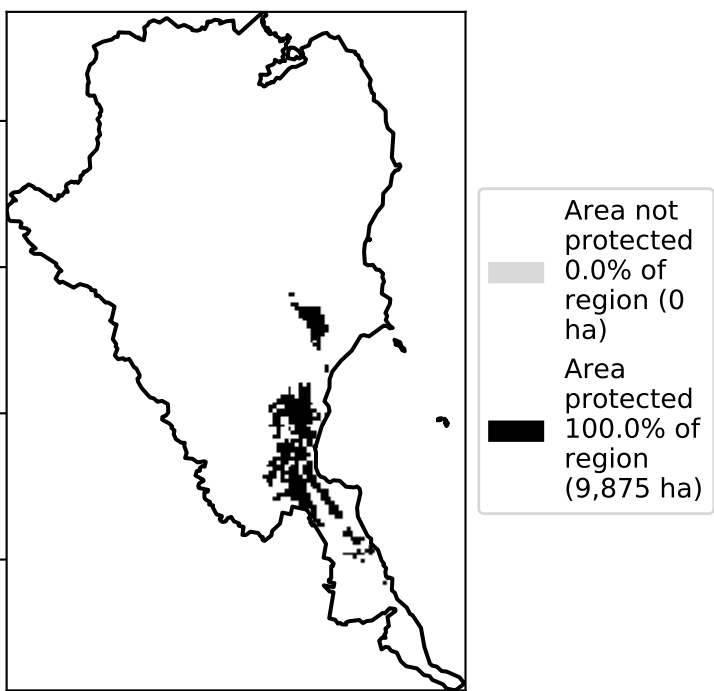 Area not
protected
0.0% of
region (0
ha)
Area
protected
100.0% of
region
(9,875 ha)